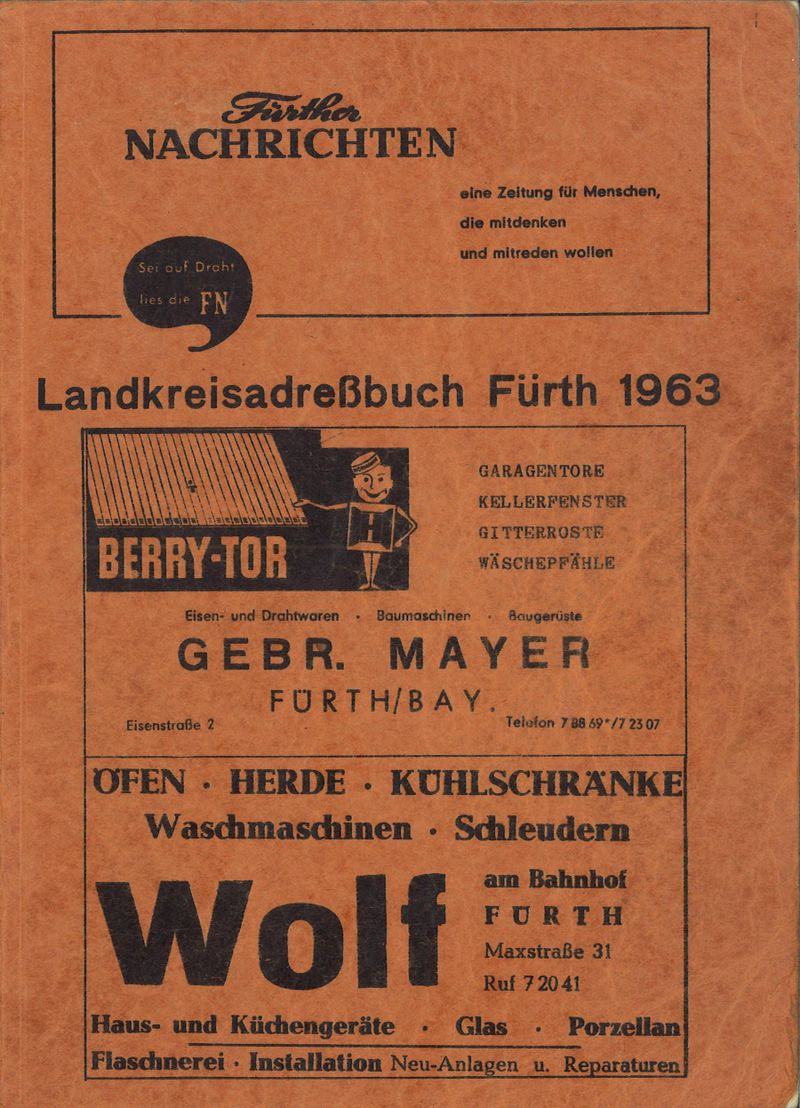 Fürther
NACHRICHTEN
eine Zeitung für Menschen,
die mitdenken
und mitreden wollen
Sei auf Draht
lies die FN
Landkreisadreßbuch Fürth 1963
BERRY-TOR
GARAGENTORE
KELLERFENSTER
GITTERROSTE
WÄSCHEPFÄHLE
Eisen- und Drahtwaren · Baumaschinen · Baugerüste
GEBR. MAYER
FÜRTH/BAY.
Eisenstraße 2
Telefon 7 88 69*/7 23 07
ÖFEN · HERDE · KÜHLSCHRÄNKE
Waschmaschinen · Schleudern
Wolf
am Bahnhof
FÜRTH
Maxstraße 31
Ruf 7 20 41
Haus- und Küchengeräte · Glas · Porzellan
Flaschnerei · Installation Neu-Anlagen u. Reparaturen